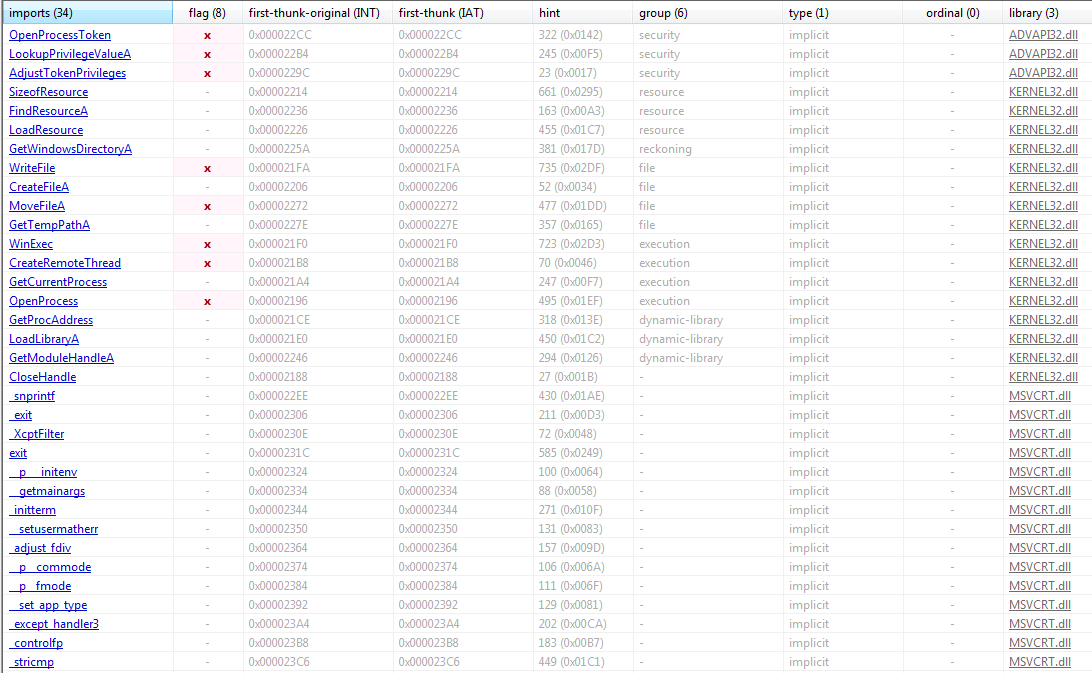 imports (34) flag (8) first-thunk-original (INT) first-thunk (IAT) hint group (6) type (1) ordinal (0) library (3)
OpenProcessToken x 0x000022CC 0x000022CC 322 (0x0142) security implicit - ADVAPI32.dll
LookupPrivilegeValueA x 0x000022B4 0x000022B4 245 (0x00F5) security implicit - ADVAPI32.dll
AdjustTokenPrivileges x 0x0000229C 0x0000229C 23 (0x0017) security implicit - ADVAPI32.dll
SizeofResource - 0x00002214 0x00002214 661 (0x0295) resource implicit - KERNEL32.dll
FindResourceA - 0x00002236 0x00002236 163 (0x00A3) resource implicit - KERNEL32.dll
LoadResource - 0x00002226 0x00002226 455 (0x01C7) resource implicit - KERNEL32.dll
GetWindowsDirectoryA - 0x0000225A 0x0000225A 381 (0x017D) reckoning implicit - KERNEL32.dll
WriteFile x 0x000021FA 0x000021FA 735 (0x02DF) file implicit - KERNEL32.dll
CreateFileA - 0x00002206 0x00002206 52 (0x0034) file implicit - KERNEL32.dll
MoveFileA x 0x00002272 0x00002272 477 (0x01DD) file implicit - KERNEL32.dll
GetTempPathA - 0x0000227E 0x0000227E 357 (0x0165) file implicit - KERNEL32.dll
WinExec x 0x000021F0 0x000021F0 723 (0x02D3) execution implicit - KERNEL32.dll
CreateRemoteThread x 0x000021B8 0x000021B8 70 (0x0046) execution implicit - KERNEL32.dll
GetCurrentProcess - 0x000021A4 0x000021A4 247 (0x00F7) execution implicit - KERNEL32.dll
OpenProcess x 0x00002196 0x00002196 495 (0x01EF) execution implicit - KERNEL32.dll
GetProcAddress - 0x000021CE 0x000021CE 318 (0x013E) dynamic-library implicit - KERNEL32.dll
LoadLibraryA - 0x000021E0 0x000021E0 450 (0x01C2) dynamic-library implicit - KERNEL32.dll
GetModuleHandleA - 0x00002246 0x00002246 294 (0x0126) dynamic-library implicit - KERNEL32.dll
CloseHandle - 0x00002188 0x00002188 27 (0x001B) - implicit - KERNEL32.dll
_snprintf - 0x000022EE 0x000022EE 430 (0x01AE) - implicit - MSVCRT.dll
_exit - 0x00002306 0x00002306 211 (0x00D3) - implicit - MSVCRT.dll
_XcptFilter - 0x0000230E 0x0000230E 72 (0x0048) - implicit - MSVCRT.dll
exit - 0x0000231C 0x0000231C 585 (0x0249) - implicit - MSVCRT.dll
__p___initenv - 0x00002324 0x00002324 100 (0x0064) - implicit - MSVCRT.dll
__getmainargs - 0x00002334 0x00002334 88 (0x0058) - implicit - MSVCRT.dll
_initterm - 0x00002344 0x00002344 271 (0x010F) - implicit - MSVCRT.dll
__setusermatherr - 0x00002350 0x00002350 131 (0x0083) - implicit - MSVCRT.dll
_adjust_fdiv - 0x00002364 0x00002364 157 (0x009D) - implicit - MSVCRT.dll
__p__commode - 0x00002374 0x00002374 106 (0x006A) - implicit - MSVCRT.dll
__p__fmode - 0x00002384 0x00002384 111 (0x006F) - implicit - MSVCRT.dll
__set_app_type - 0x00002392 0x00002392 129 (0x0081) - implicit - MSVCRT.dll
_except_handler3 - 0x000023A4 0x000023A4 202 (0x00CA) - implicit - MSVCRT.dll
_controlfp - 0x000023B8 0x000023B8 183 (0x00B7) - implicit - MSVCRT.dll
_stricmp - 0x000023C6 0x000023C6 449 (0x01C1) - implicit - MSVCRT.dll